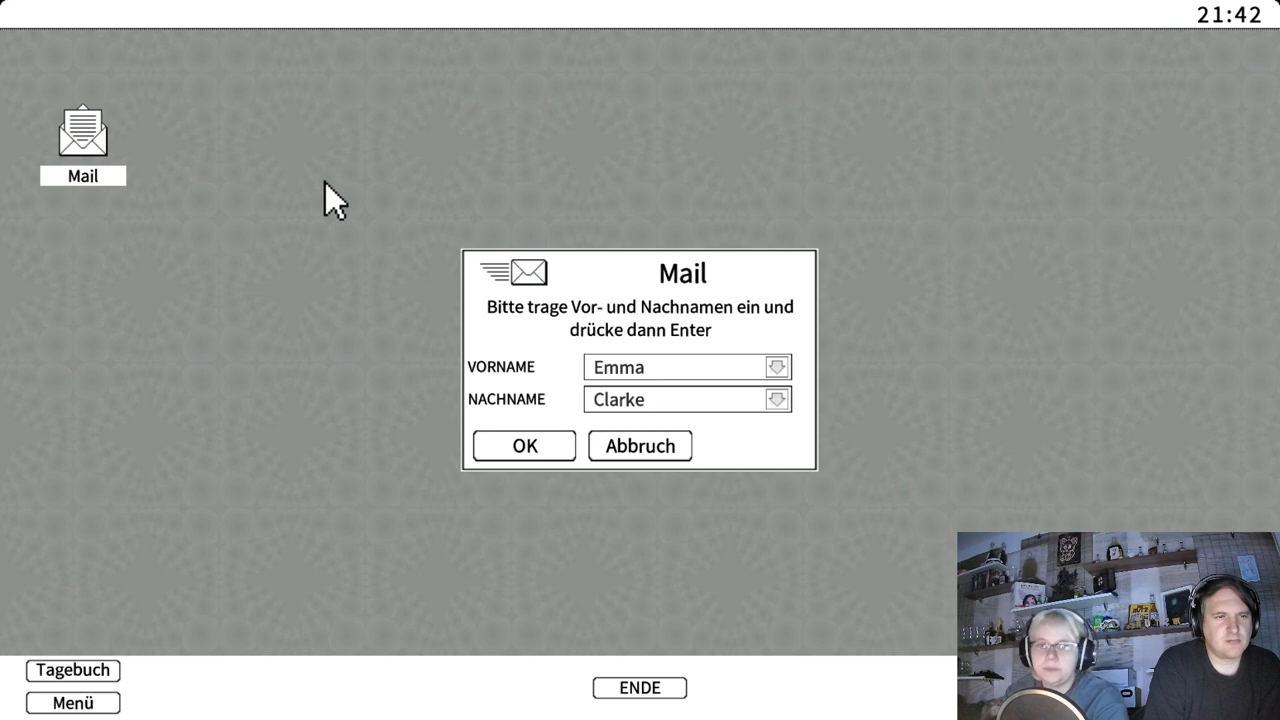 21:42
Mail
Mail
Bitte trage Vor- und Nachnamen ein und
drücke dann Enter
VORNAME Emma
NACHNAME Clarke
OK Abbruch
Tagebuch
Menü
ENDE